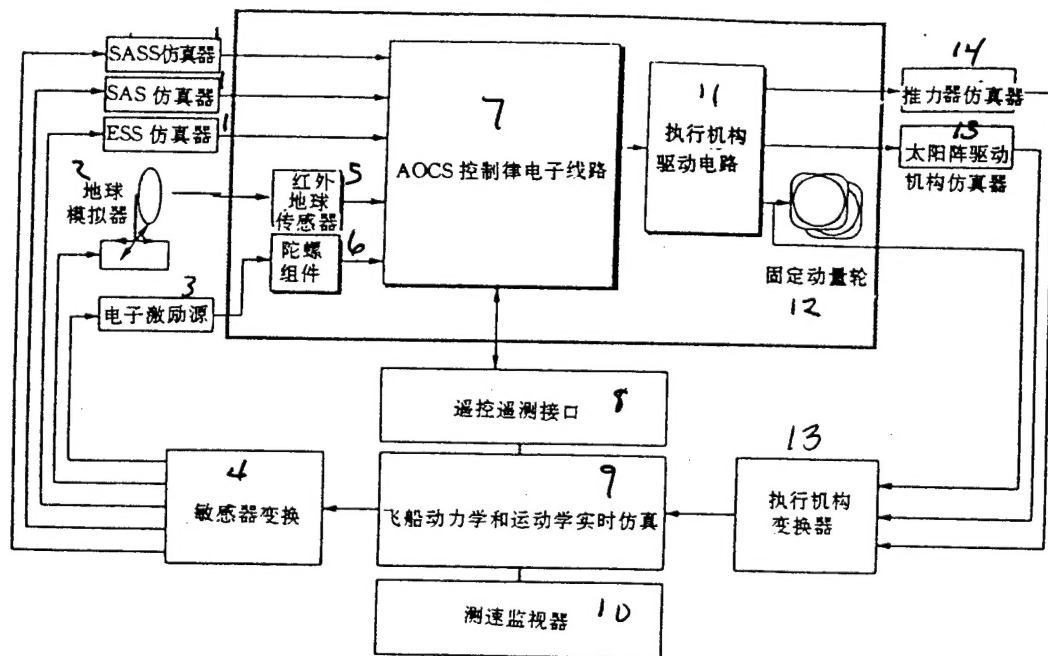 SASS仿真器 1
SAS 仿真器 1
ESS 仿真器 1
2
地球
模拟器
3
电子激励源
5
红外
地球
传感器
6
陀螺
组件
7
AOCS 控制律电子线路
11
执行机构
驱动电路
固定动量轮
12
14
推力器仿真器
15
太阳阵驱动
机构仿真器
遥控遥测接口 8
4
敏感器变换
9
飞船动力学和运动学实时仿真
13
执行机构
变换器
测速监视器 10